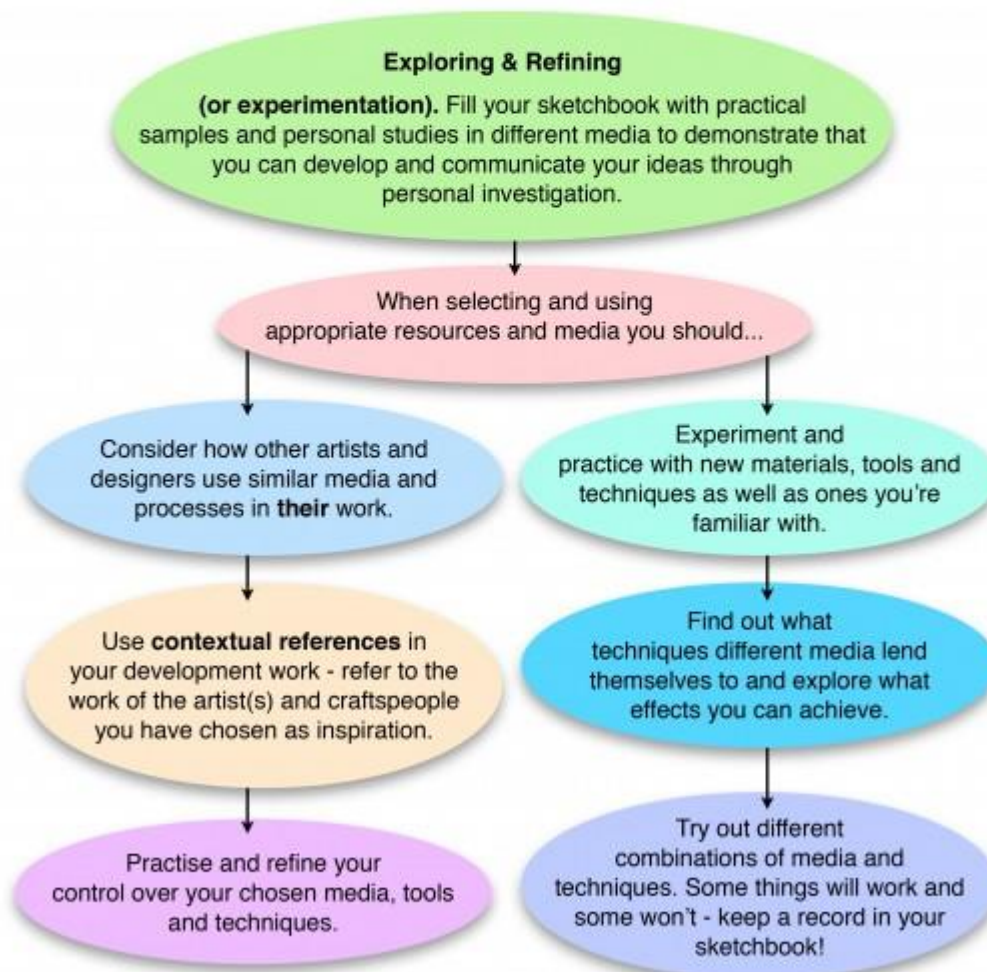 Exploring & Refining
(or experimentation). Fill your sketchbook with practical
samples and personal studies in different media to demonstrate that
you can develop and communicate your ideas through
personal investigation.
When selecting and using
appropriate resources and media you should...
Consider how other artists and
designers use similar media and
processes in their work.
Use contextual references in
your development work - refer to the
work of the artist(s) and craftspeople
you have chosen as inspiration.
Practise and refine your
control over your chosen media, tools
and techniques.
Experiment and
practice with new materials, tools and
techniques as well as ones you're
familiar with.
Find out what
techniques different media lend
themselves to and explore what
effects you can achieve.
Try out different
combinations of media and
techniques. Some things will work and
some won't - keep a record in your
sketchbook!